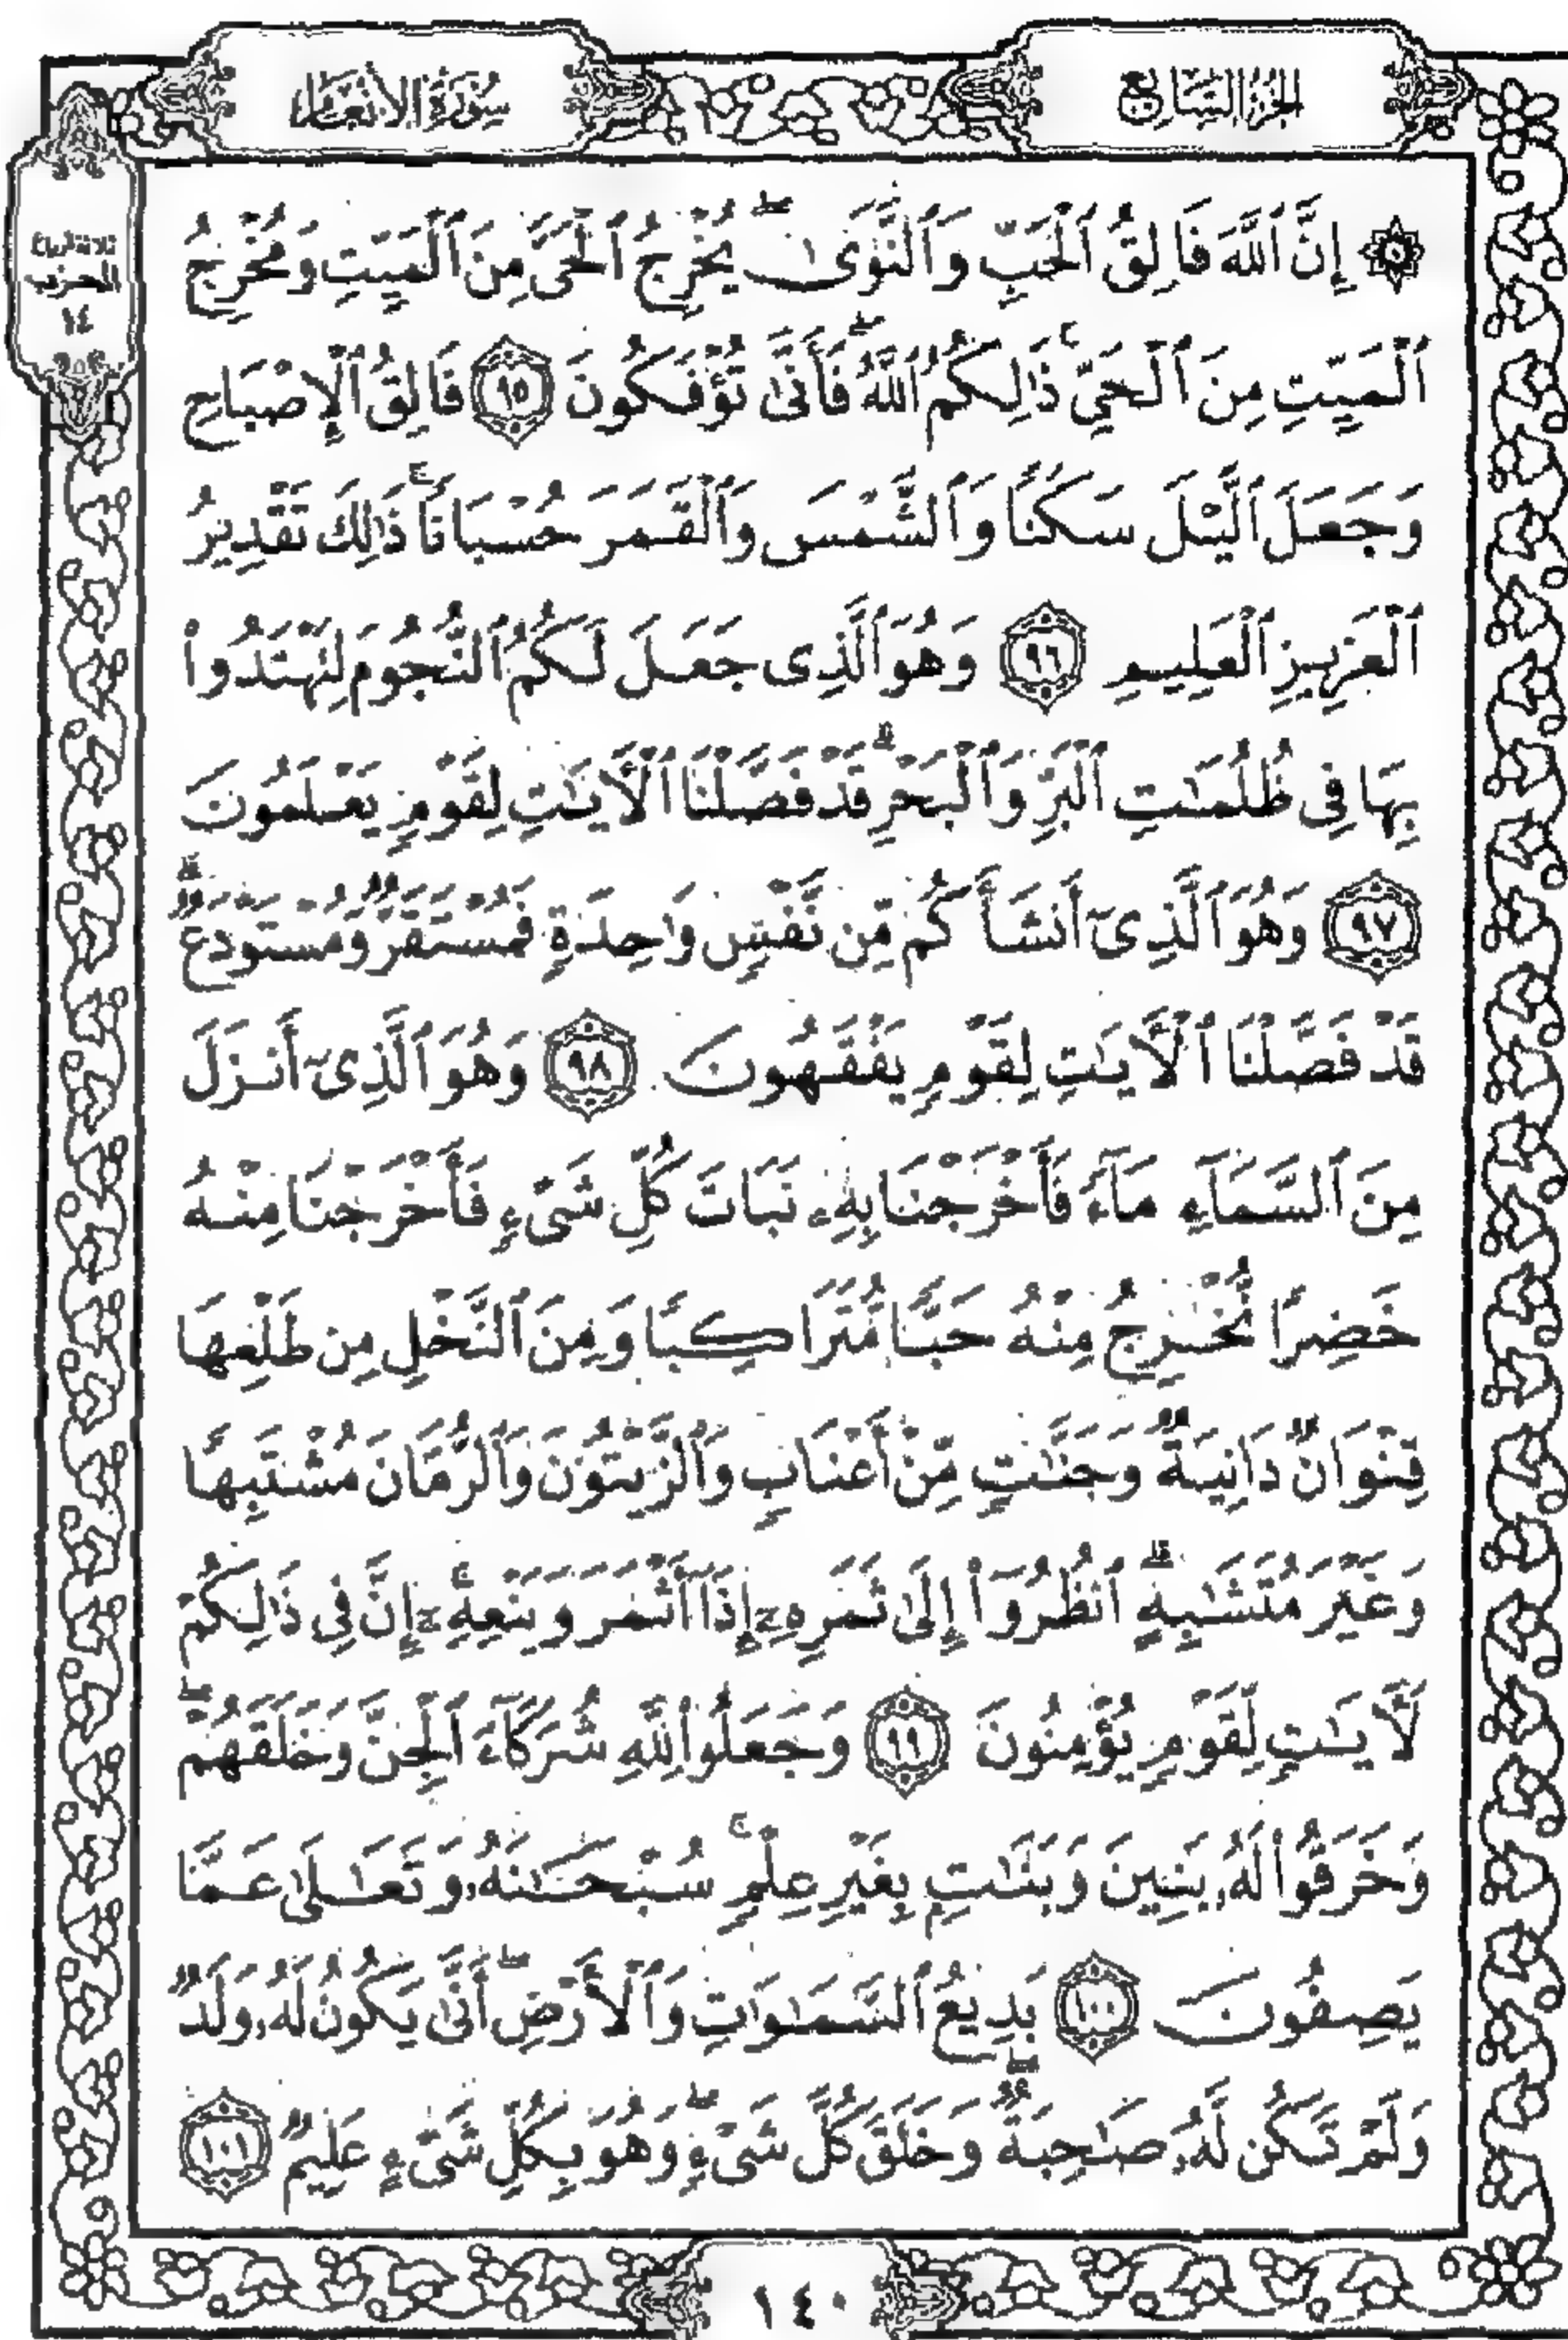 الجزء السابع
سورة الأنعام
ثلاثة أرباع
الحزب
١٤
۞ إِنَّ ٱللَّهَ فَالِقُ ٱلْحَبِّ وَٱلنَّوَىٰ ۖ يُخْرِجُ ٱلْحَىَّ مِنَ ٱلْمَيِّتِ وَمُخْرِجُ
ٱلْمَيِّتِ مِنَ ٱلْحَىِّ ۚ ذَٰلِكُمُ ٱللَّهُ ۖ فَأَنَّىٰ تُؤْفَكُونَ ﴿٩٥﴾ فَالِقُ ٱلْإِصْبَاحِ
وَجَعَلَ ٱلَّيْلَ سَكَنًا وَٱلشَّمْسَ وَٱلْقَمَرَ حُسْبَانًا ۚ ذَٰلِكَ تَقْدِيرُ
ٱلْعَزِيزِ ٱلْعَلِيمِ ﴿٩٦﴾ وَهُوَ ٱلَّذِى جَعَلَ لَكُمُ ٱلنُّجُومَ لِتَهْتَدُوا۟
بِهَا فِى ظُلُمَٰتِ ٱلْبَرِّ وَٱلْبَحْرِ ۗ قَدْ فَصَّلْنَا ٱلْأَيَٰتِ لِقَوْمٍ يَعْلَمُونَ
﴿٩٧﴾ وَهُوَ ٱلَّذِىٓ أَنشَأَكُم مِّن نَّفْسٍ وَٰحِدَةٍ فَمُسْتَقَرٌّ وَمُسْتَوْدَعٌ ۗ
قَدْ فَصَّلْنَا ٱلْأَيَٰتِ لِقَوْمٍ يَفْقَهُونَ ﴿٩٨﴾ وَهُوَ ٱلَّذِىٓ أَنزَلَ
مِنَ ٱلسَّمَآءِ مَآءً فَأَخْرَجْنَا بِهِۦ نَبَاتَ كُلِّ شَىْءٍ فَأَخْرَجْنَا مِنْهُ
خَضِرًا نُّخْرِجُ مِنْهُ حَبًّا مُّتَرَاكِبًا وَمِنَ ٱلنَّخْلِ مِن طَلْعِهَا
قِنْوَانٌ دَانِيَةٌ وَجَنَّٰتٍ مِّنْ أَعْنَابٍ وَٱلزَّيْتُونَ وَٱلرُّمَّانَ مُشْتَبِهًا
وَغَيْرَ مُتَشَٰبِهٍ ۗ ٱنظُرُوٓا۟ إِلَىٰ ثَمَرِهِۦٓ إِذَآ أَثْمَرَ وَيَنْعِهِۦٓ ۚ إِنَّ فِى ذَٰلِكُمْ
لَأَيَٰتٍ لِّقَوْمٍ يُؤْمِنُونَ ﴿٩٩﴾ وَجَعَلُوا۟ لِلَّهِ شُرَكَآءَ ٱلْجِنَّ وَخَلَقَهُمْ ۖ
وَخَرَقُوا۟ لَهُۥ بَنِينَ وَبَنَٰتٍ بِغَيْرِ عِلْمٍ ۚ سُبْحَٰنَهُۥ وَتَعَٰلَىٰ عَمَّا
يَصِفُونَ ﴿١٠٠﴾ بَدِيعُ ٱلسَّمَٰوَٰتِ وَٱلْأَرْضِ ۖ أَنَّىٰ يَكُونُ لَهُۥ وَلَدٌ
وَلَمْ تَكُن لَّهُۥ صَٰحِبَةٌ ۖ وَخَلَقَ كُلَّ شَىْءٍ ۖ وَهُوَ بِكُلِّ شَىْءٍ عَلِيمٌ ﴿١٠١﴾
١٤٠